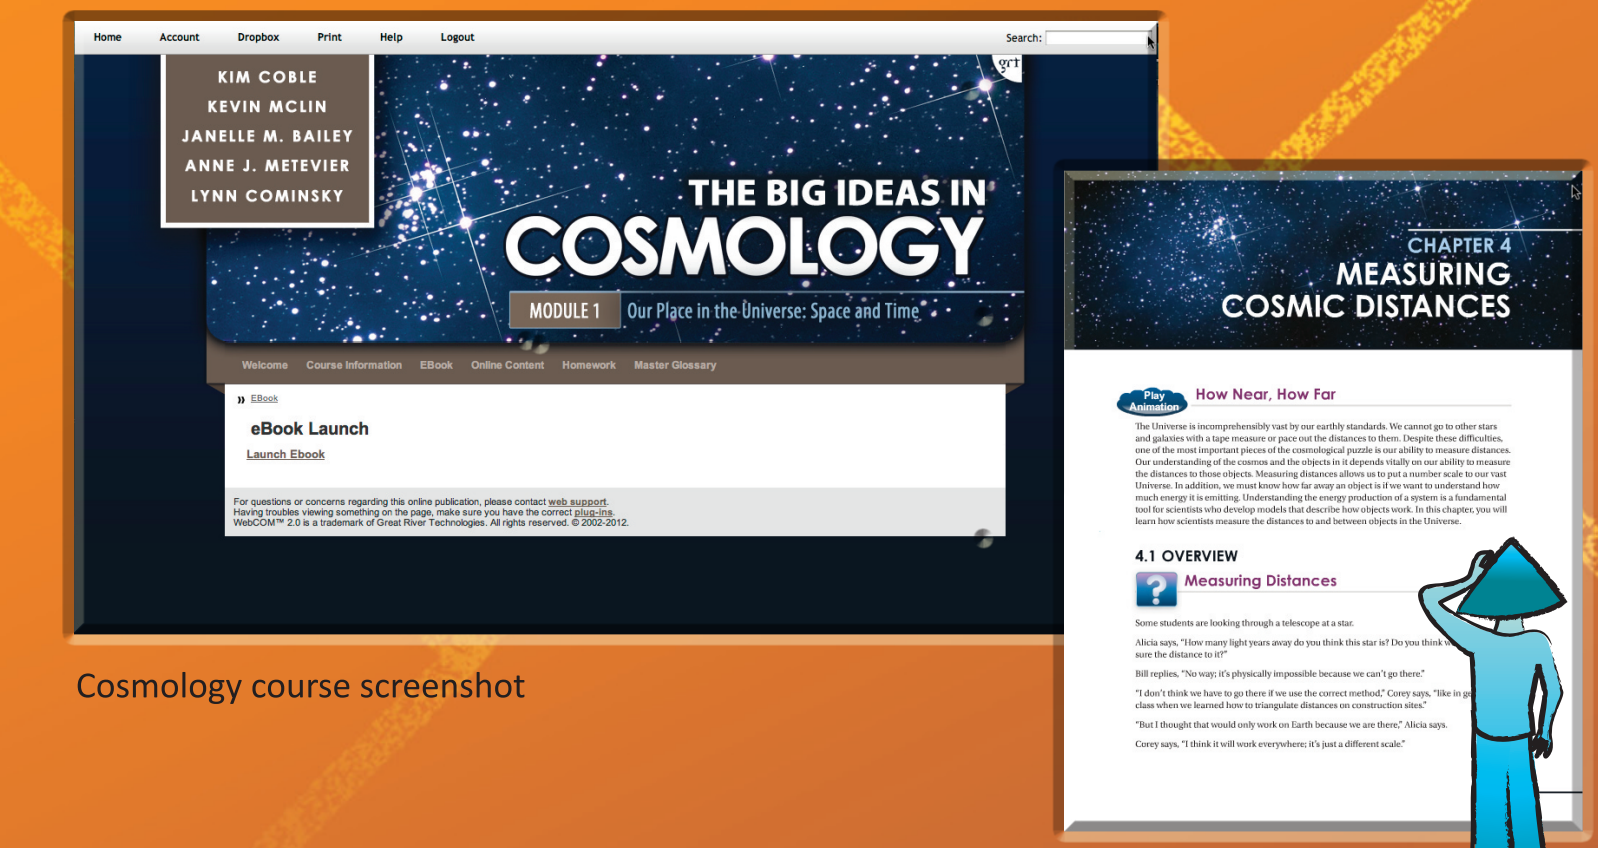 Home Account Dropbox Print Help Logout Search:
KIM COBLE
KEVIN MCLIN
JANELLE M. BAILEY
ANNE J. METEVIER
LYNN COMINSKY
grt
THE BIG IDEAS IN
COSMOLOGY
MODULE 1 Our Place in the Universe: Space and Time
Welcome Course Information EBook Online Content Homework Master Glossary
» EBook
eBook Launch
Launch Ebook
For questions or concerns regarding this online publication, please contact web support.
Having troubles viewing something on the page, make sure you have the correct plug-ins.
WebCOM™ 2.0 is a trademark of Great River Technologies. All rights reserved. © 2002-2012.
Cosmology course screenshot
CHAPTER 4
MEASURING
COSMIC DISTANCES
Play
Animation
How Near, How Far
The Universe is incomprehensibly vast by our earthly standards. We cannot go to other stars
and galaxies with a tape measure or pace out the distances to them. Despite these difficulties,
one of the most important pieces of the cosmological puzzle is our ability to measure distances.
Our understanding of the cosmos and the objects in it depends vitally on our ability to measure
the distances to those objects. Measuring distances allows us to put a number scale to our vast
Universe. In addition, we must know how far away an object is if we want to understand how
much energy it is emitting. Understanding the energy production of a system is a fundamental
tool for scientists who develop models that describe how objects work. In this chapter, you will
learn how scientists measure the distances to and between objects in the Universe.
4.1 OVERVIEW
? Measuring Distances
Some students are looking through a telescope at a star.
Alicia says, "How many light years away do you think this star is? Do you think
sure the distance to it?"
Bill replies, "No way; it's physically impossible because we can't go there."
"I don't think we have to go there if we use the correct method," Corey says, "like in
class when we learned how to triangulate distances on construction sites."
"But I thought that would only work on Earth because we are there," Alicia says.
Corey says, "I think it will work everywhere; it's just a different scale."